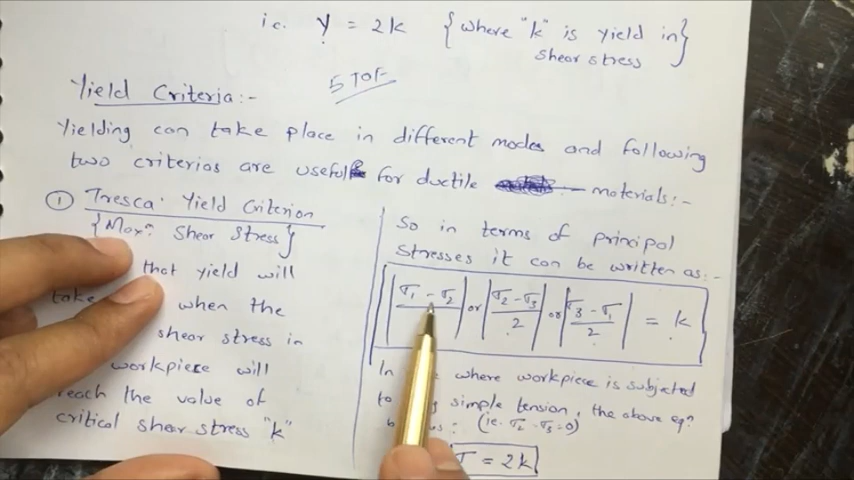 i.e. Y = 2k {where "k" is yield in
shear stress}
Yield Criteria:-
Yielding can take place in different modes and following
two criterias are useful for ductile materials:-
① Tresca Yield Criterion
{Max^m Shear Stress}
that yield will
take when the
shear stress in
workpiece will
reach the value of
critical shear stress "k"
So in terms of principal
stresses it can be written as:-
|σ₁ - σ₂| or |σ₂ - σ₃ / 2| or |σ₃ - σ₁ / 2| = k
In where workpiece is subjected
to simple tension, the above eq^n
(i.e. σ₂ = σ₃ = 0)
= 2k